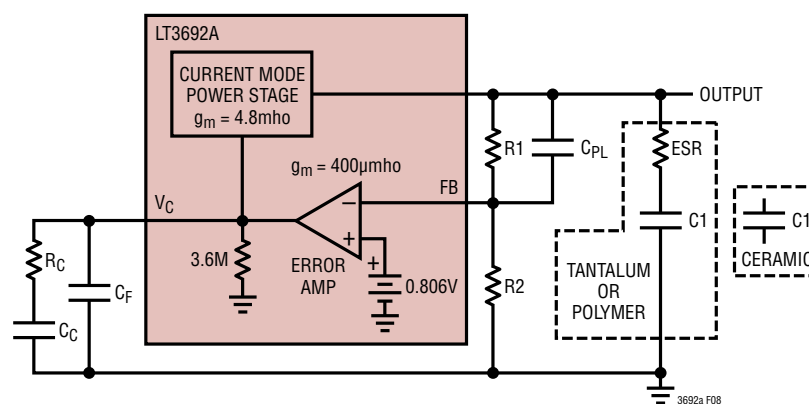 LT3692A
CURRENT MODE
POWER STAGE
gm = 4.8mho
OUTPUT
gm = 400µmho
R1
CPL
ESR
FB
VC
–
+
+
C1
C1
RC
3.6M
ERROR
AMP
0.806V
R2
TANTALUM
OR
POLYMER
CERAMIC
CF
CC
3692a F08